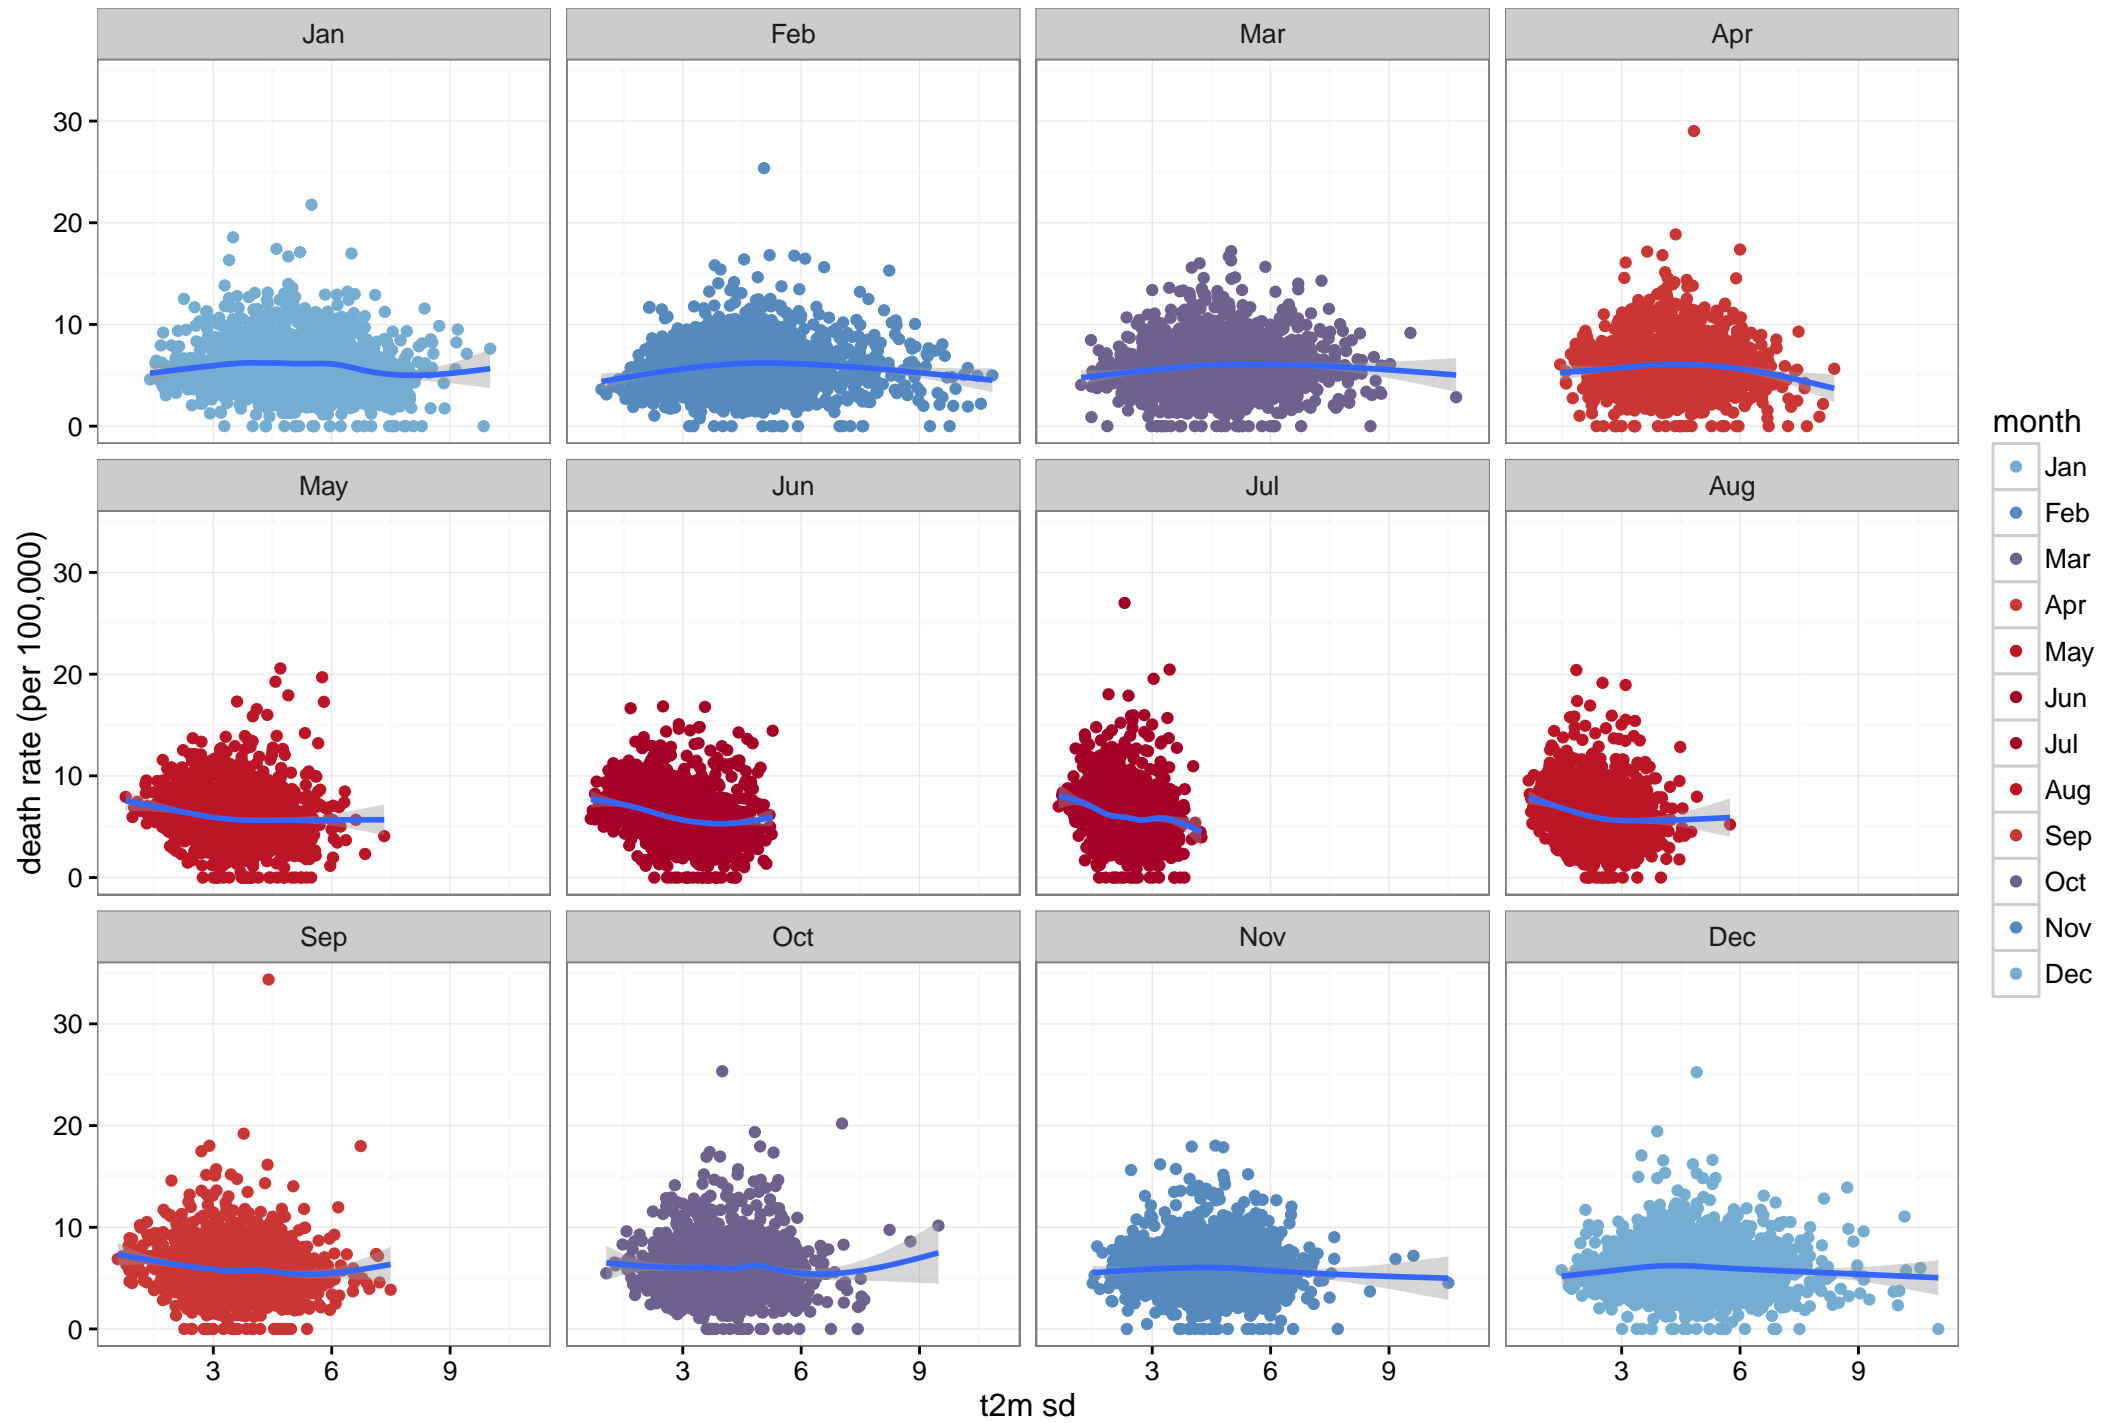 Jan Feb Mar Apr
30
20
10
0
May Jun Jul Aug
30
20
10
0
Sep Oct Nov Dec
30
20
10
0
3 6 9 3 6 9 3 6 9 3 6 9
t2m sd
death rate (per 100,000)
month
Jan
Feb
Mar
Apr
May
Jun
Jul
Aug
Sep
Oct
Nov
Dec